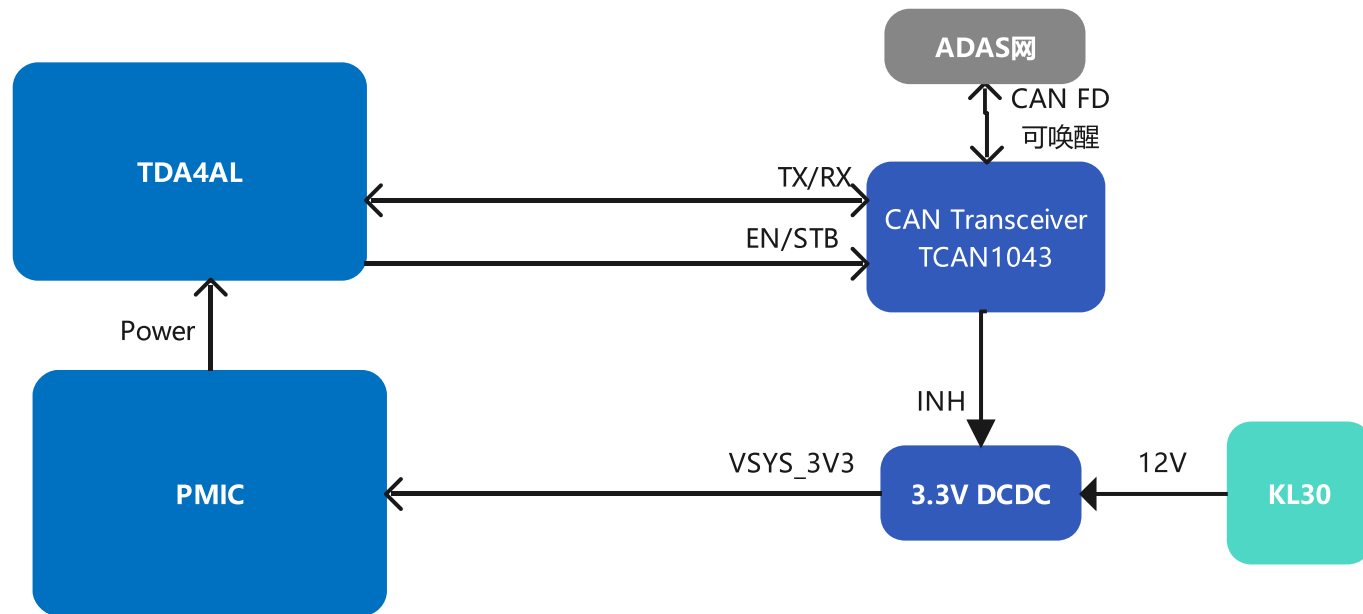 ADAS网
CAN FD
可唤醒
TDA4AL
TX/RX
CAN Transceiver
TCAN1043
EN/STB
Power
INH
VSYS_3V3
12V
PMIC
3.3V DCDC
KL30